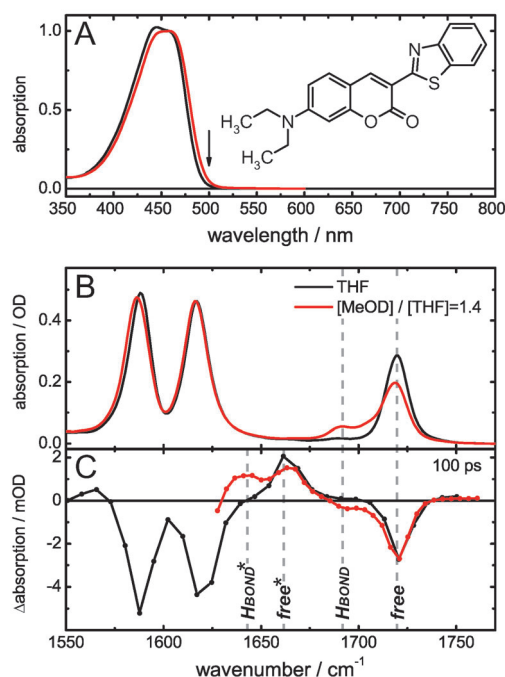 A
absorption
1.0
0.5
0.0
350 400 450 500 550 600 650 700 750 800
wavelength / nm
N
S
H₃C
N
O
O
H₃C
B
THF
[MeOD] / [THF]=1.4
absorption / OD
0.4
0.2
0.0
C
100 ps
Δabsorption / mOD
2
0
-2
-4
HBOND*
free*
HBOND
free
1550 1600 1650 1700 1750
wavenumber / cm⁻¹